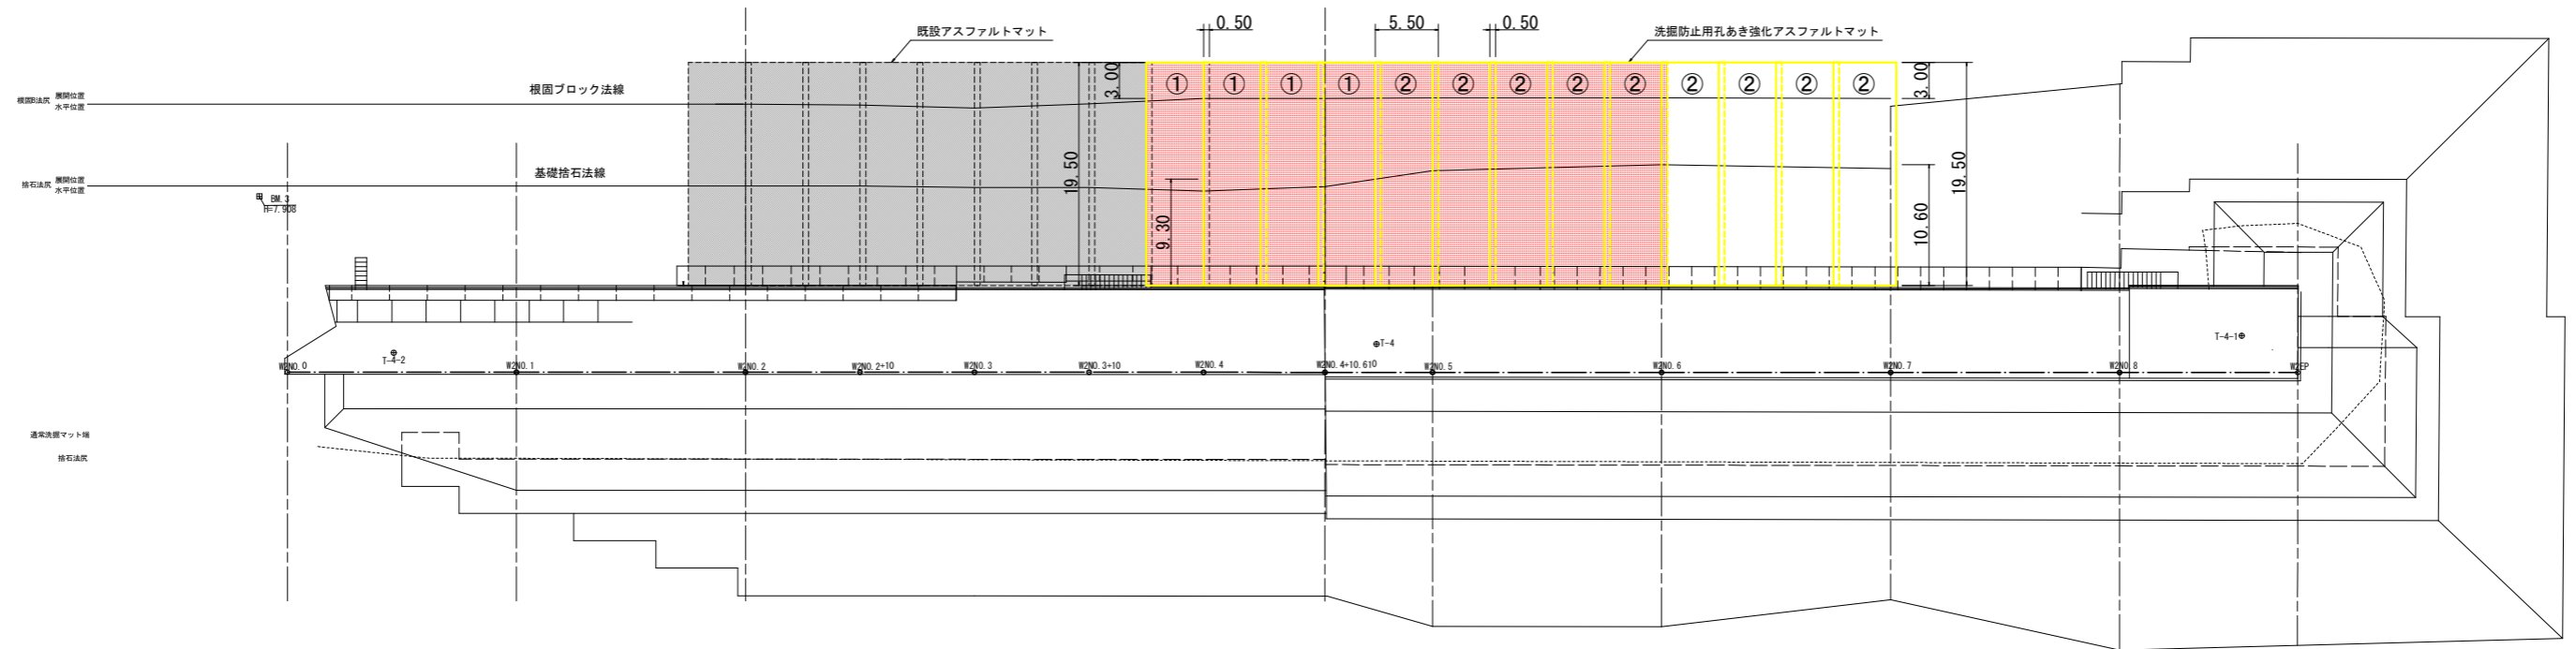 0.50
5.50
0.50
既設アスファルトマット
洗掘防止用孔あき強化アスファルトマット
3.00
① ① ① ① ② ② ② ② ② ② ② ② ②
3.00
根固ブロック法線
根固B法尻 展開位置
水平位置
19.50
19.50
基礎捨石法線
捨石法尻 展開位置
水平位置
BM.3
H=7.908
9.30
10.60
T-4-2
T-4
T-4-1
W2NO.0
W2NO.1
W2NO.2
W2NO.2+10
W2NO.3
W2NO.3+10
W2NO.4
W2NO.4+10.610
W2NO.5
W2NO.6
W2NO.7
W2NO.8
W2EP
通常洗掘マット端
捨石法尻